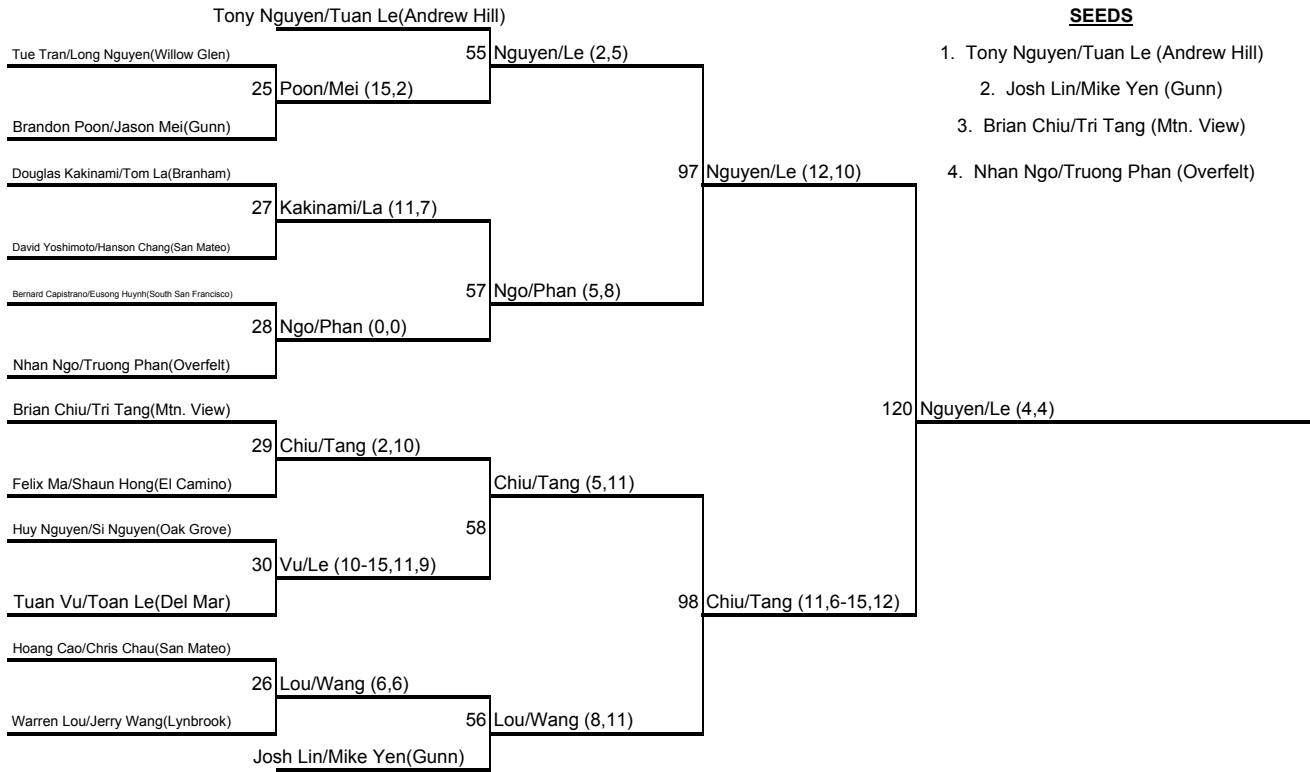 Tony Nguyen/Tuan Le(Andrew Hill)
SEEDS
Tue Tran/Long Nguyen(Willow Glen)
55 Nguyen/Le (2,5)
1. Tony Nguyen/Tuan Le (Andrew Hill)
25 Poon/Mei (15,2)
2. Josh Lin/Mike Yen (Gunn)
Brandon Poon/Jason Mei(Gunn)
3. Brian Chiu/Tri Tang (Mtn. View)
Douglas Kakinami/Tom La(Branham)
97 Nguyen/Le (12,10)
4. Nhan Ngo/Truong Phan (Overfelt)
27 Kakinami/La (11,7)
David Yoshimoto/Hanson Chang(San Mateo)
Bernard Capistrano/Eusong Huynh(South San Francisco)
57 Ngo/Phan (5,8)
28 Ngo/Phan (0,0)
Nhan Ngo/Truong Phan(Overfelt)
Brian Chiu/Tri Tang(Mtn. View)
120 Nguyen/Le (4,4)
29 Chiu/Tang (2,10)
Felix Ma/Shaun Hong(El Camino)
Chiu/Tang (5,11)
Huy Nguyen/Si Nguyen(Oak Grove)
58
30 Vu/Le (10-15,11,9)
Tuan Vu/Toan Le(Del Mar)
98 Chiu/Tang (11,6-15,12)
Hoang Cao/Chris Chau(San Mateo)
26 Lou/Wang (6,6)
Warren Lou/Jerry Wang(Lynbrook)
56 Lou/Wang (8,11)
Josh Lin/Mike Yen(Gunn)